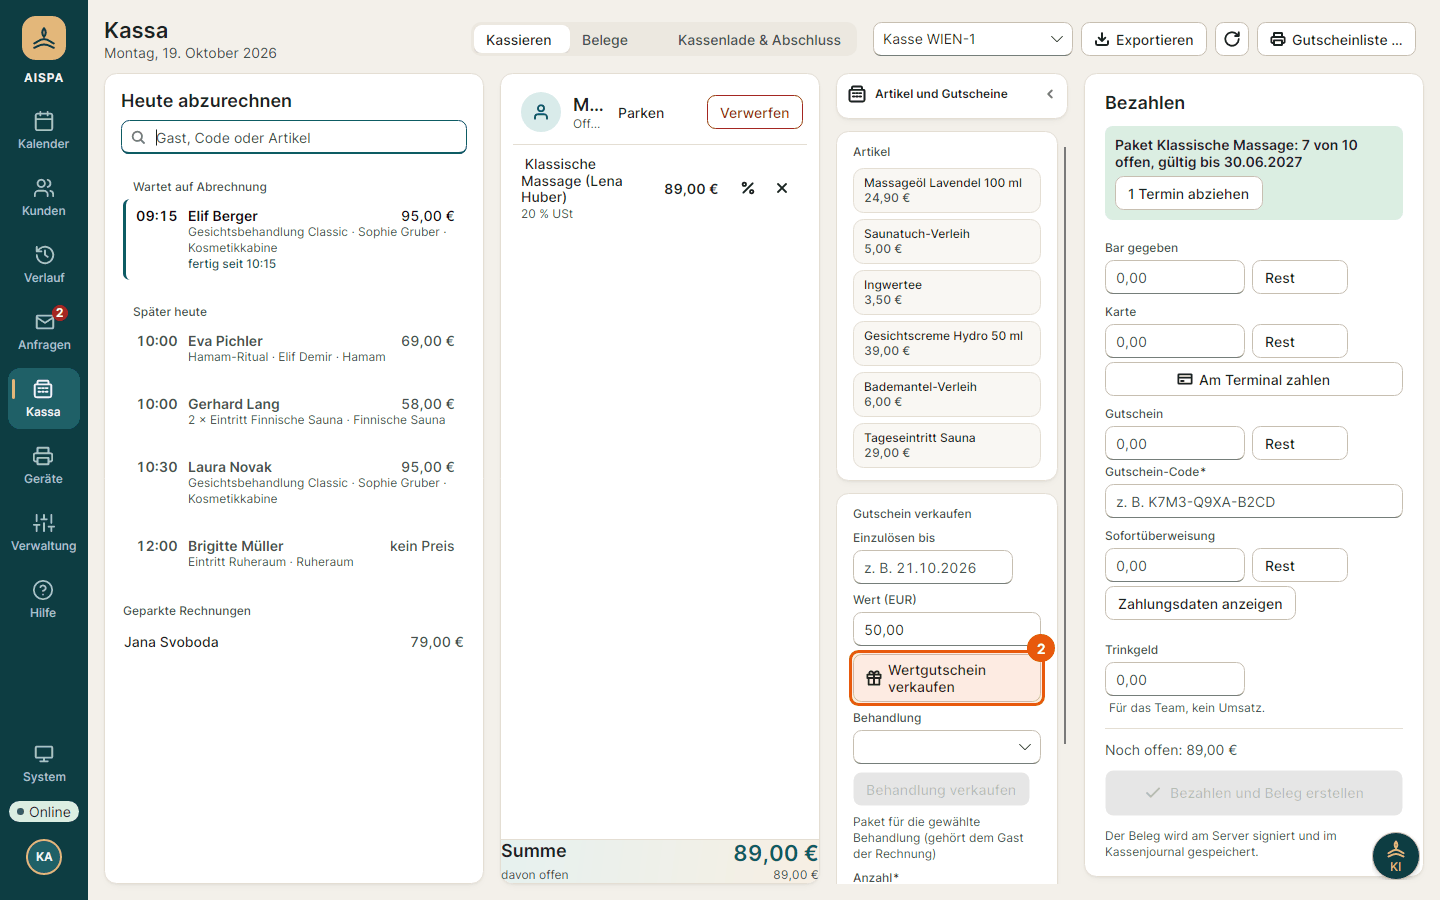 AISPA
Kalender
Kunden
Verlauf
2
Anfragen
Kassa
Geräte
Verwaltung
Hilfe
System
Online
KA
Kassa
Montag, 19. Oktober 2026
Kassieren
Belege
Kassenlade & Abschluss
Kasse WIEN-1
Exportieren
Gutscheinliste ...
Heute abzurechnen
Gast, Code oder Artikel
Wartet auf Abrechnung
09:15 Elif Berger 95,00 €
Gesichtsbehandlung Classic · Sophie Gruber ·
Kosmetikkabine
fertig seit 10:15
Später heute
10:00 Eva Pichler 69,00 €
Hamam-Ritual · Elif Demir · Hamam
10:00 Gerhard Lang 58,00 €
2 × Eintritt Finnische Sauna · Finnische Sauna
10:30 Laura Novak 95,00 €
Gesichtsbehandlung Classic · Sophie Gruber ·
Kosmetikkabine
12:00 Brigitte Müller kein Preis
Eintritt Ruheraum · Ruheraum
Geparkte Rechnungen
Jana Svoboda 79,00 €
M...
Off...
Parken
Verwerfen
Klassische
Massage (Lena
Huber)
20 % USt
89,00 €
Summe 89,00 €
davon offen 89,00 €
Artikel und Gutscheine
Artikel
Massageöl Lavendel 100 ml
24,90 €
Saunatuch-Verleih
5,00 €
Ingwertee
3,50 €
Gesichtscreme Hydro 50 ml
39,00 €
Bademantel-Verleih
6,00 €
Tageseintritt Sauna
29,00 €
Gutschein verkaufen
Einzulösen bis
z. B. 21.10.2026
Wert (EUR)
50,00
2
Wertgutschein
verkaufen
Behandlung
Behandlung verkaufen
Paket für die gewählte
Behandlung (gehört dem Gast
der Rechnung)
Anzahl*
Bezahlen
Paket Klassische Massage: 7 von 10
offen, gültig bis 30.06.2027
1 Termin abziehen
Bar gegeben
0,00 Rest
Karte
0,00 Rest
Am Terminal zahlen
Gutschein
0,00 Rest
Gutschein-Code*
z. B. K7M3-Q9XA-B2CD
Sofortüberweisung
0,00 Rest
Zahlungsdaten anzeigen
Trinkgeld
0,00
Für das Team, kein Umsatz.
Noch offen: 89,00 €
Bezahlen und Beleg erstellen
Der Beleg wird am Server signiert und im
Kassenjournal gespeichert.
KI